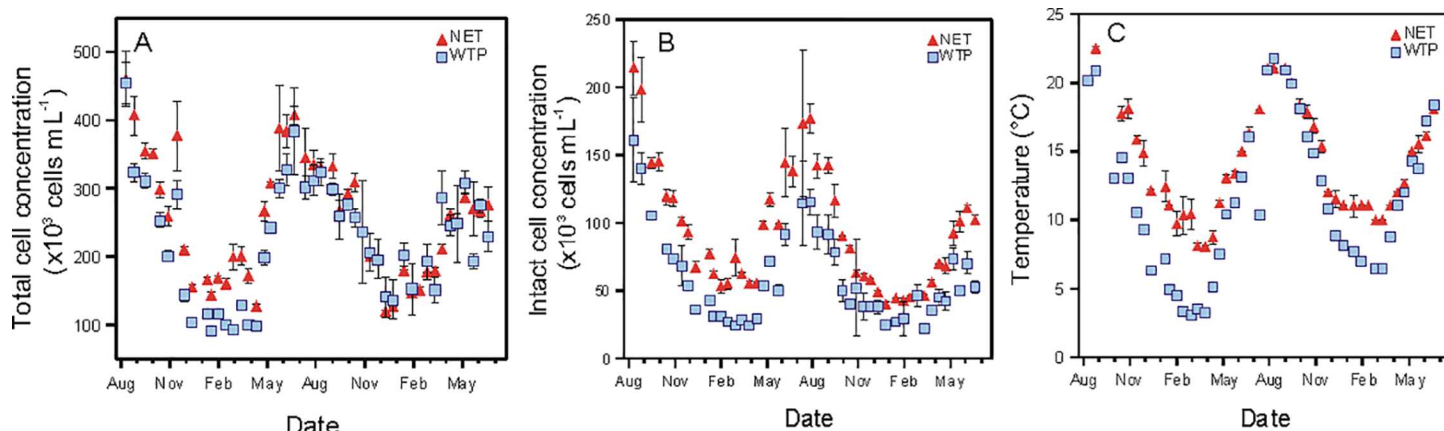 A
NET
WTP
Total cell concentration
(x10³ cells mL⁻¹)
500
400
300
200
100
Aug Nov Feb May Aug Nov Feb May
Date
B
NET
WTP
Intact cell concentration
(x10³ cells mL⁻¹)
250
200
150
100
50
0
Aug Nov Feb May Aug Nov Feb May
Date
C
NET
WTP
Temperature (°C)
25
20
15
10
5
0
Aug Nov Feb May Aug Nov Feb May
Date